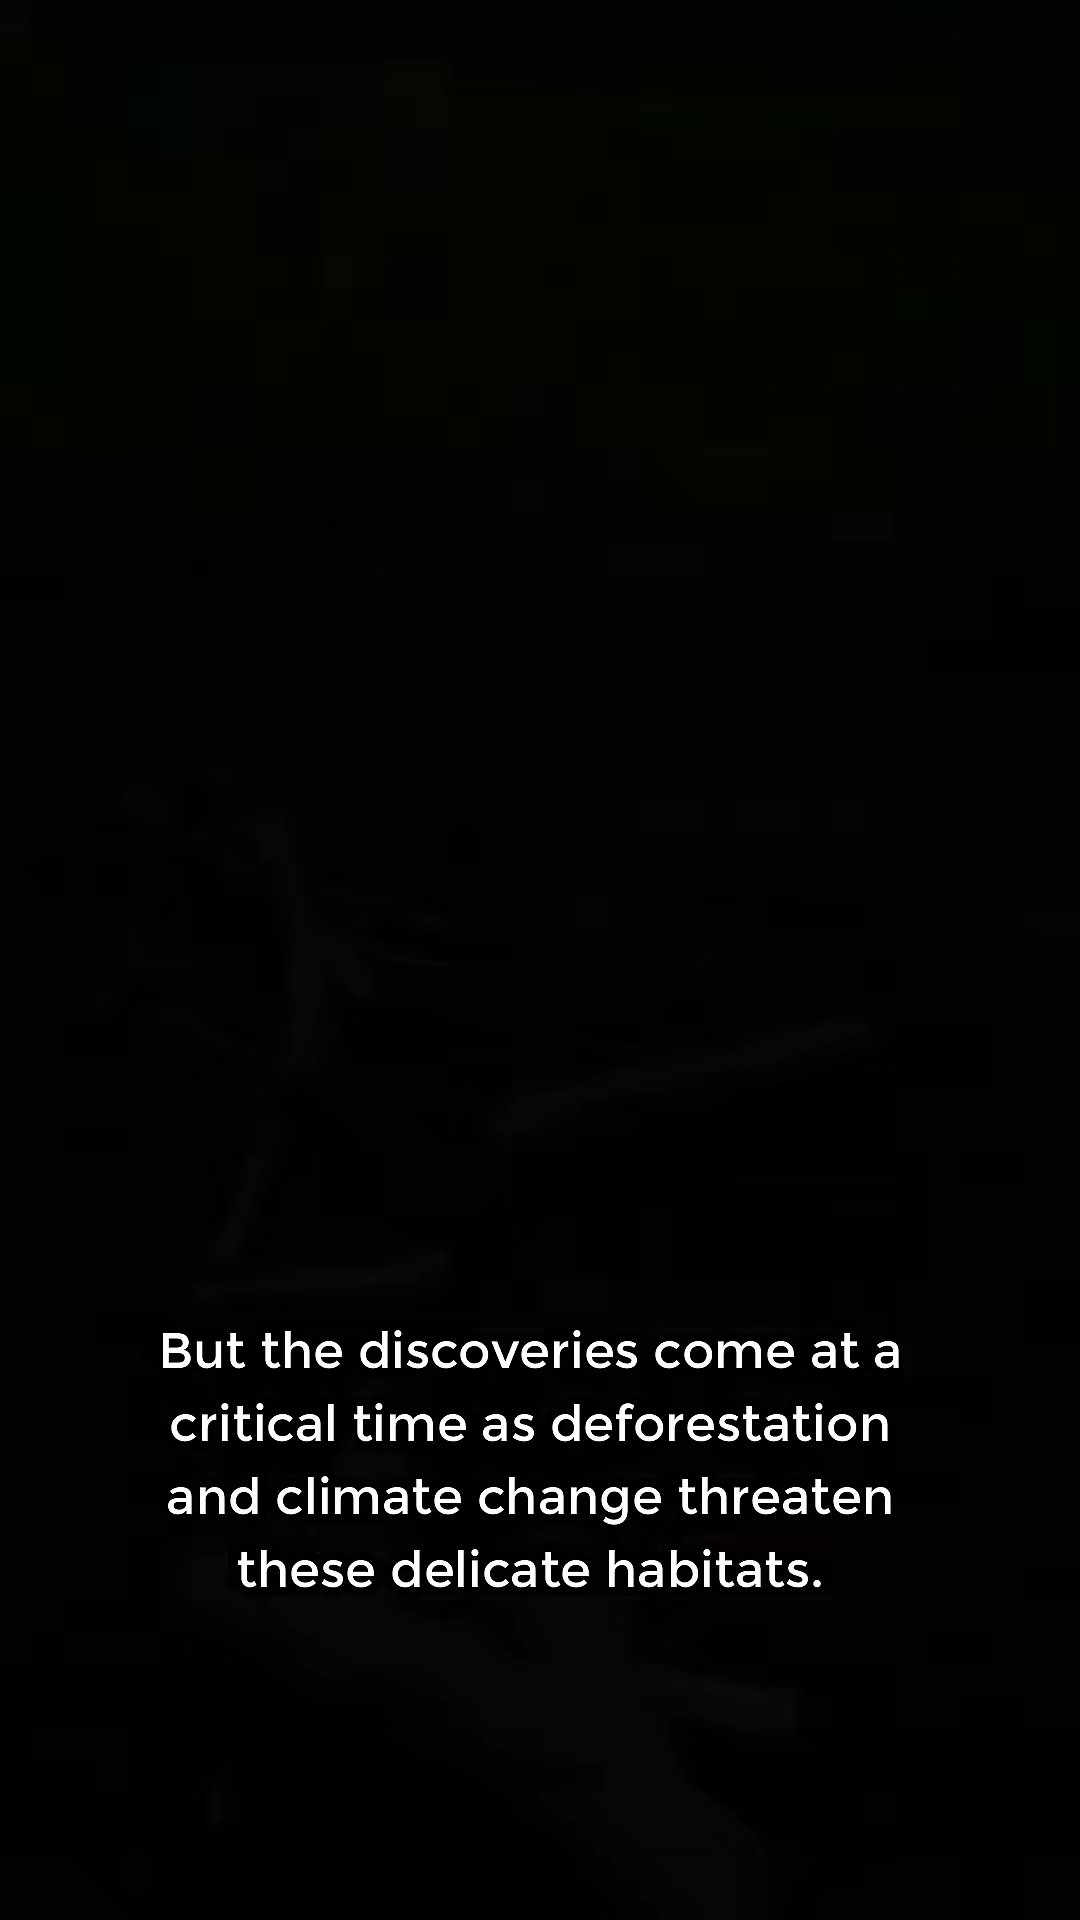 But the discoveries come at a
critical time as deforestation
and climate change threaten
these delicate habitats.